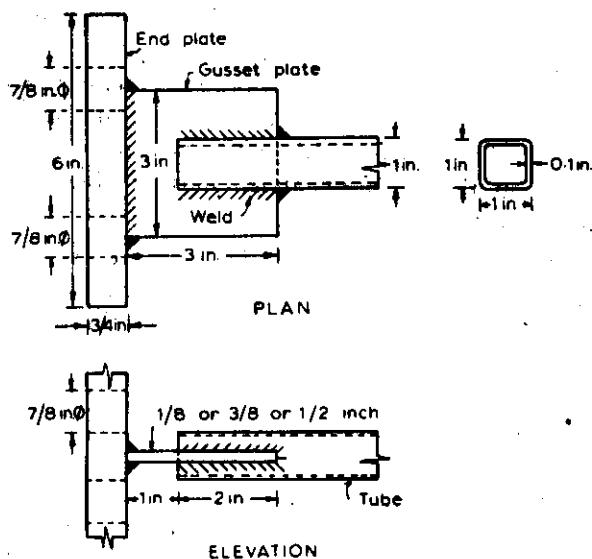 End plate
Gusset plate
7/8 in.Ø
6 in.
3 in.
1 in.
1 in
0.1 in.
Weld
1 in
7/8 in.Ø
3 in.
3/4 in
PLAN
7/8 in.Ø
1/8 or 3/8 or 1/2 inch
1 in
2 in
Tube
ELEVATION